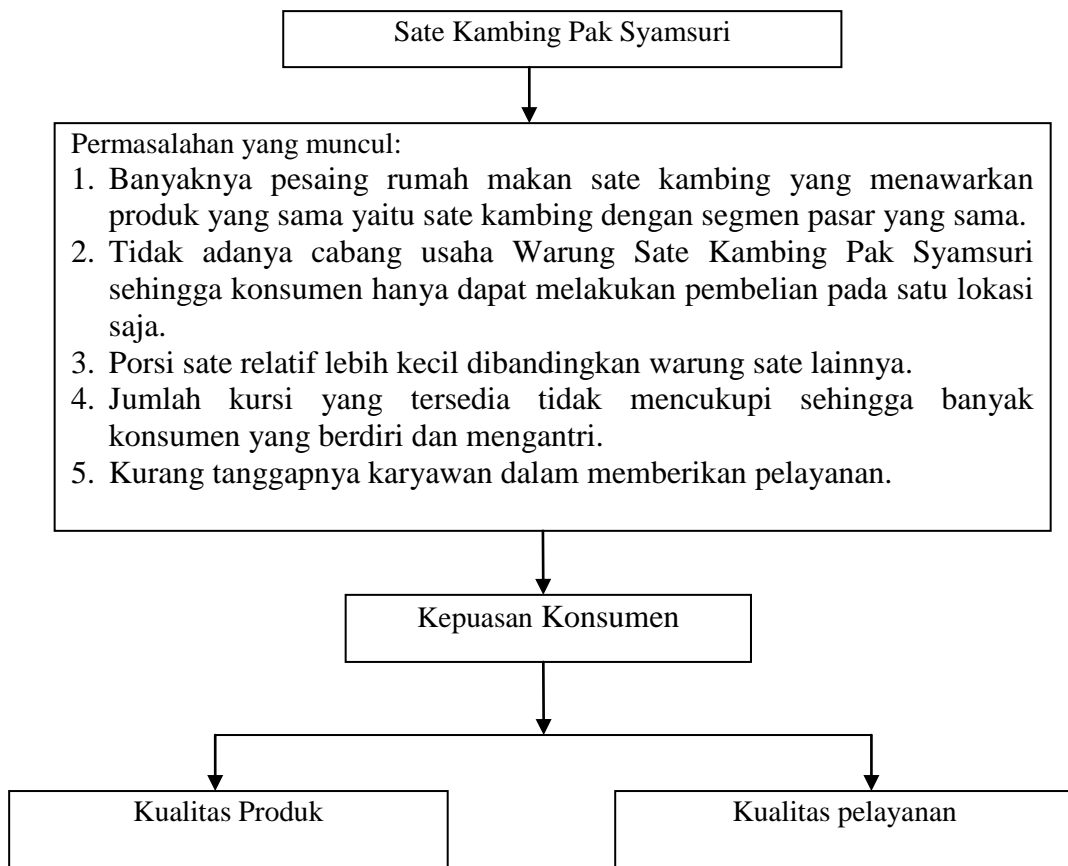 Sate Kambing Pak Syamsuri
Permasalahan yang muncul:
1. Banyaknya pesaing rumah makan sate kambing yang menawarkan
produk yang sama yaitu sate kambing dengan segmen pasar yang sama.
2. Tidak adanya cabang usaha Warung Sate Kambing Pak Syamsuri
sehingga konsumen hanya dapat melakukan pembelian pada satu lokasi
saja.
3. Porsi sate relatif lebih kecil dibandingkan warung sate lainnya.
4. Jumlah kursi yang tersedia tidak mencukupi sehingga banyak
konsumen yang berdiri dan mengantri.
5. Kurang tanggapnya karyawan dalam memberikan pelayanan.
Kepuasan Konsumen
Kualitas Produk
Kualitas pelayanan